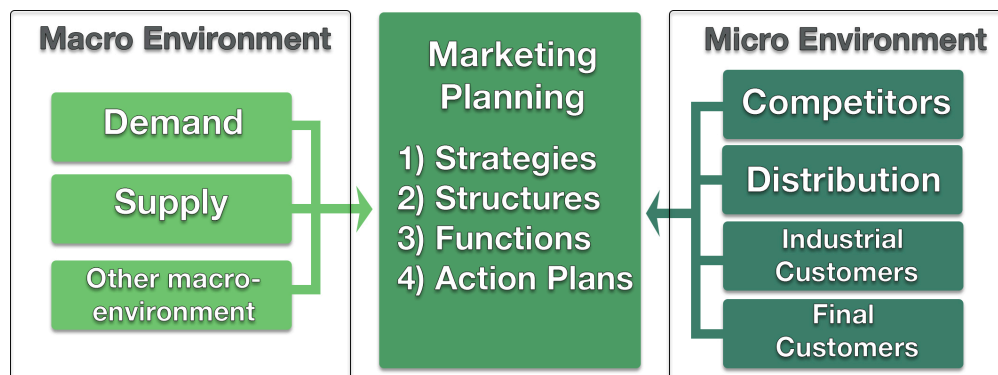 Macro Environment
Demand
Supply
Other macro-
environment
Marketing
Planning
1) Strategies
2) Structures
3) Functions
4) Action Plans
Micro Environment
Competitors
Distribution
Industrial
Customers
Final
Customers